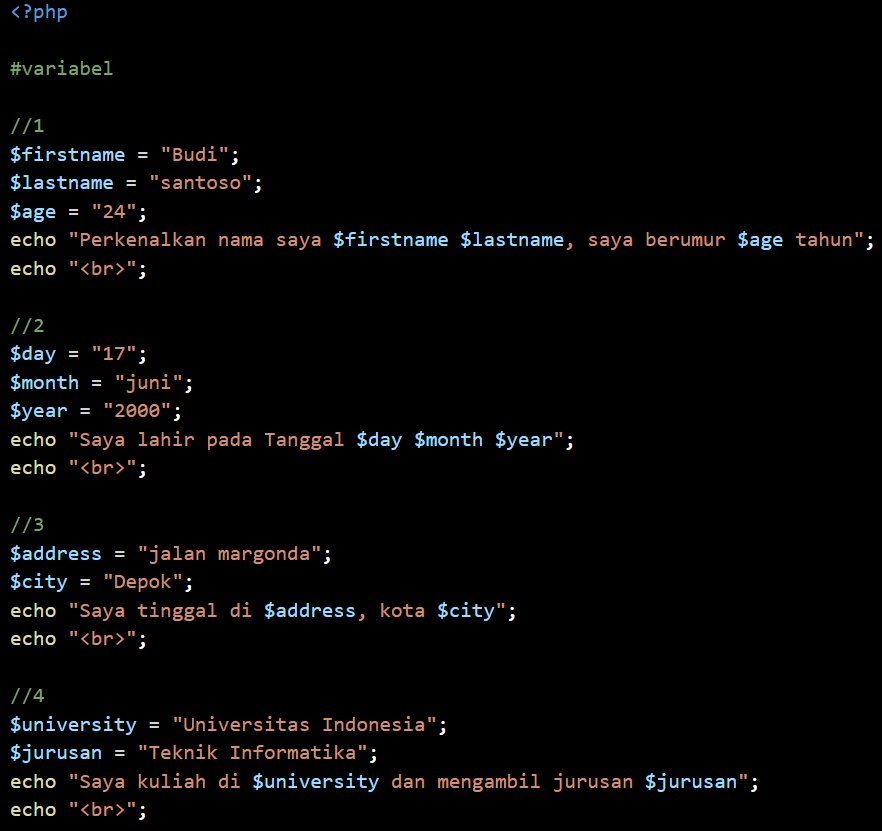 <?php
#variabel
//1
$firstname = "Budi";
$lastname = "santoso";
$age = "24";
echo "Perkenalkan nama saya $firstname $lastname, saya berumur $age tahun";
echo "<br>";
//2
$day = "17";
$month = "juni";
$year = "2000";
echo "Saya lahir pada Tanggal $day $month $year";
echo "<br>";
//3
$address = "jalan margonda";
$city = "Depok";
echo "Saya tinggal di $address, kota $city";
echo "<br>";
//4
$university = "Universitas Indonesia";
$jurusan = "Teknik Informatika";
echo "Saya kuliah di $university dan mengambil jurusan $jurusan";
echo "<br>";